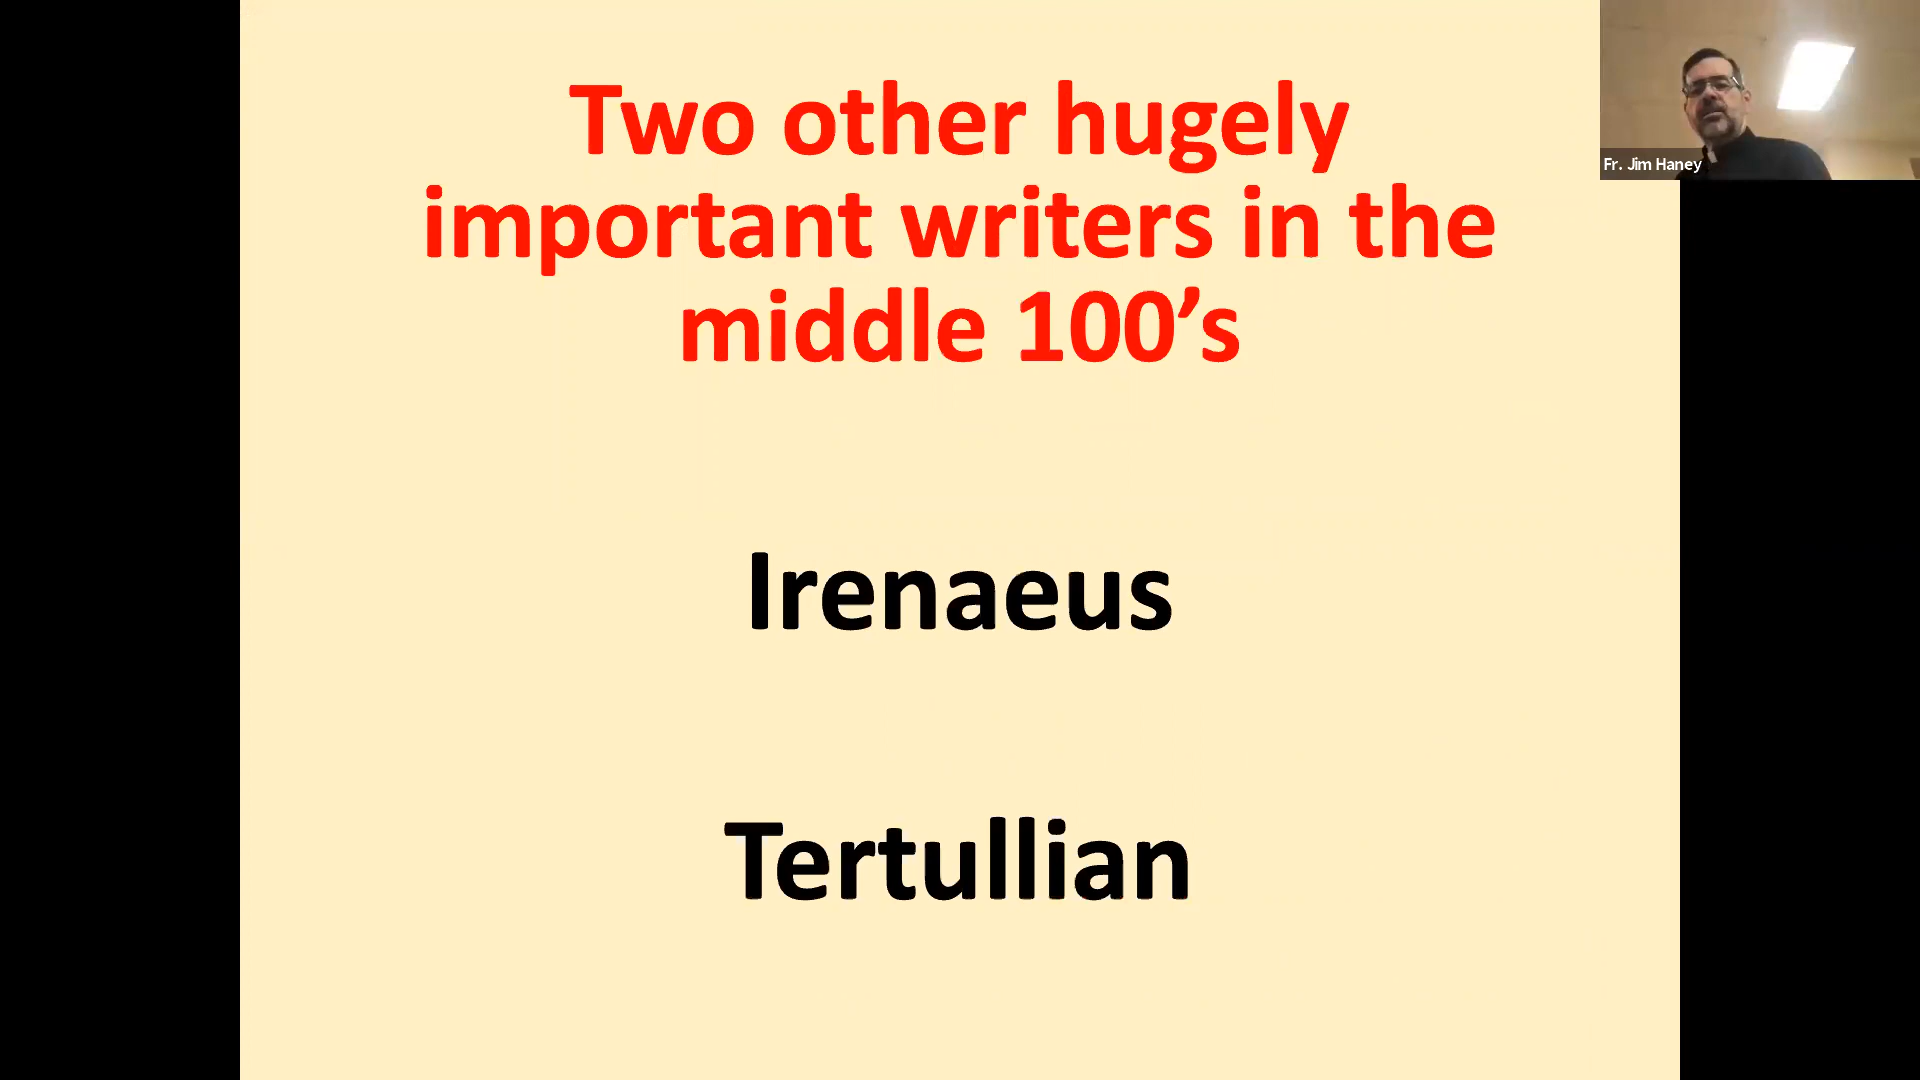 Two other hugely
important writers in the
middle 100’s
Irenaeus
Tertullian
Fr. Jim Haney